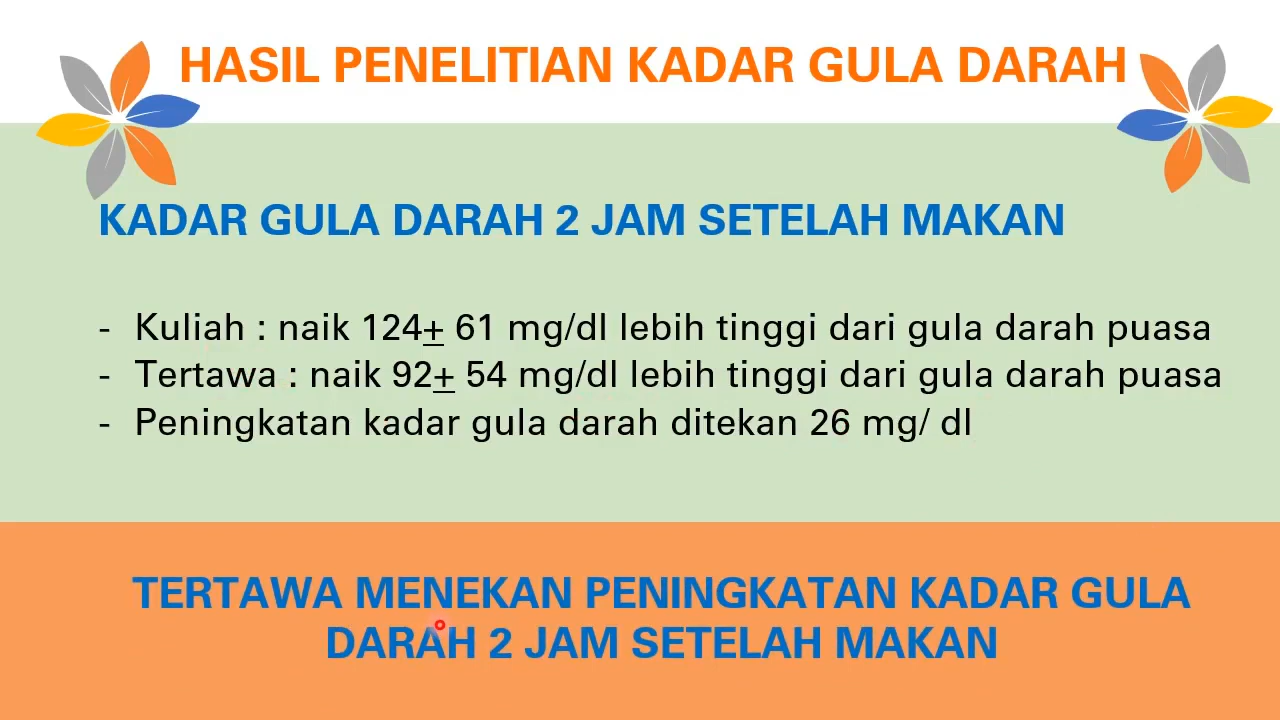 HASIL PENELITIAN KADAR GULA DARAH
KADAR GULA DARAH 2 JAM SETELAH MAKAN
- Kuliah : naik 124± 61 mg/dl lebih tinggi dari gula darah puasa
- Tertawa : naik 92± 54 mg/dl lebih tinggi dari gula darah puasa
- Peningkatan kadar gula darah ditekan 26 mg/ dl
TERTAWA MENEKAN PENINGKATAN KADAR GULA
DARAH 2 JAM SETELAH MAKAN